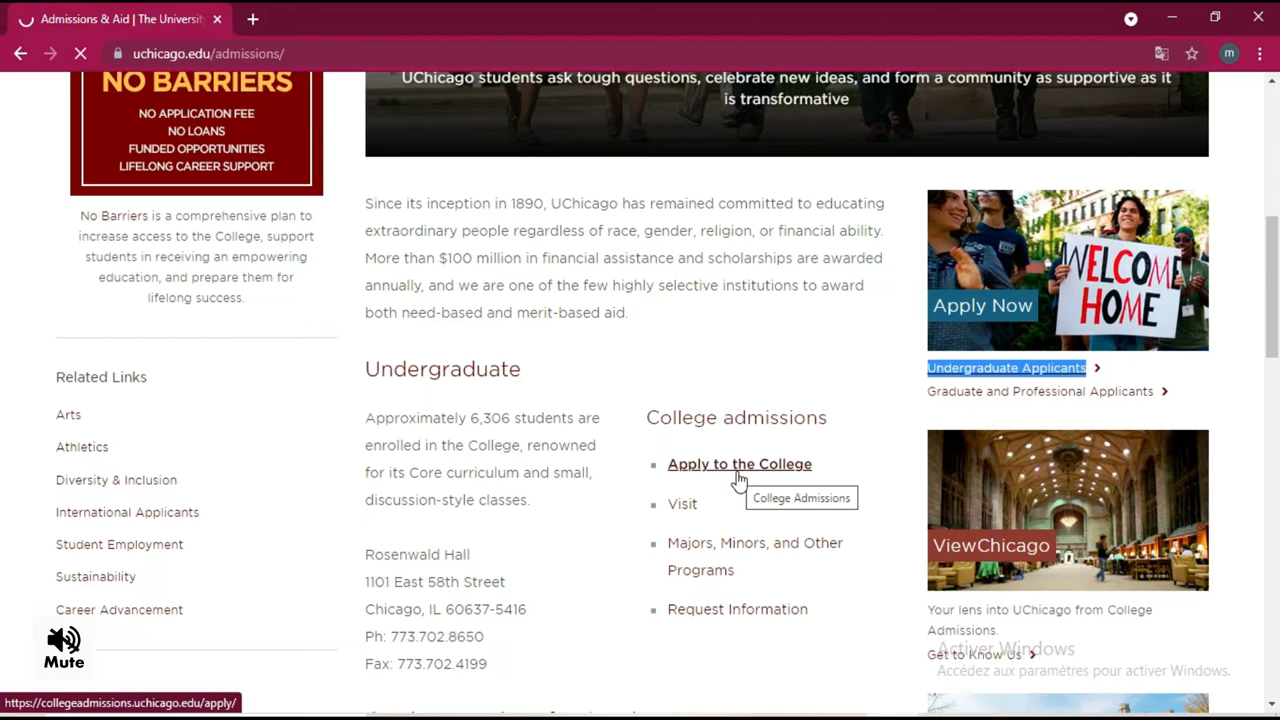 Admissions & Aid | The Universit
uchicago.edu/admissions/
m
NO BARRIERS
NO APPLICATION FEE
NO LOANS
FUNDED OPPORTUNITIES
LIFELONG CAREER SUPPORT
No Barriers is a comprehensive plan to
increase access to the College, support
students in receiving an empowering
education, and prepare them for
lifelong success.
Related Links
Arts
Athletics
Diversity & Inclusion
International Applicants
Student Employment
Sustainability
Career Advancement
Mute
UChicago students ask tough questions, celebrate new ideas, and form a community as supportive as it
is transformative
Since its inception in 1890, UChicago has remained committed to educating
extraordinary people regardless of race, gender, religion, or financial ability.
More than $100 million in financial assistance and scholarships are awarded
annually, and we are one of the few highly selective institutions to award
both need-based and merit-based aid.
Undergraduate
Approximately 6,306 students are
enrolled in the College, renowned
for its Core curriculum and small,
discussion-style classes.
Rosenwald Hall
1101 East 58th Street
Chicago, IL 60637-5416
Ph: 773.702.8650
Fax: 773.702.4199
College admissions
Apply to the College
College Admissions
Visit
Majors, Minors, and Other
Programs
Request Information
WELCOME
HOME
Apply Now
Undergraduate Applicants
Graduate and Professional Applicants
ViewChicago
Your lens into UChicago from College
Admissions.
Get to Know Us
Activer Windows
Accédez aux paramètres pour activer Windows.
https://collegeadmissions.uchicago.edu/apply/